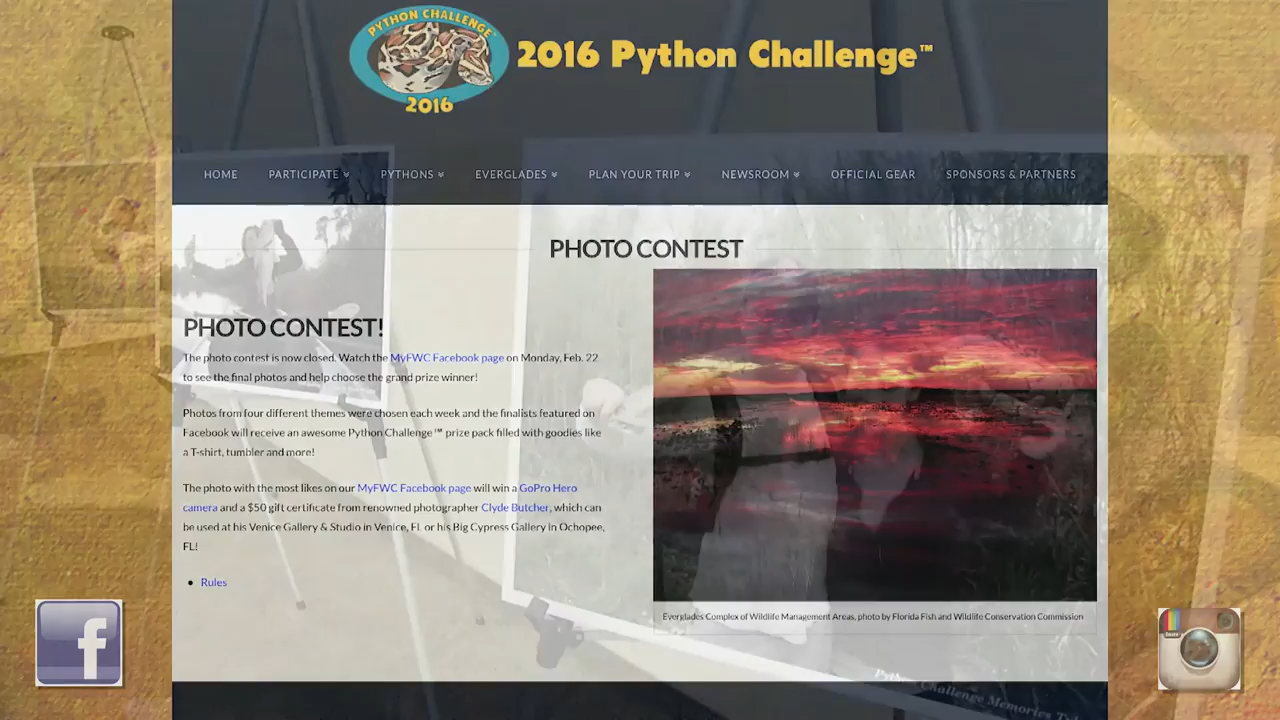 PYTHON CHALLENGE™
2016
2016 Python Challenge™
HOME PARTICIPATE PYTHONS EVERGLADES PLAN YOUR TRIP NEWSROOM OFFICIAL GEAR SPONSORS & PARTNERS
PHOTO CONTEST
PHOTO CONTEST!
The photo contest is now closed. Watch the MyFWC Facebook page on Monday, Feb. 22
to see the final photos and help choose the grand prize winner!
Photos from four different themes were chosen each week and the finalists featured on
Facebook will receive an awesome Python Challenge™ prize pack filled with goodies like
a T-shirt, tumbler and more!
The photo with the most likes on our MyFWC Facebook page will win a GoPro Hero
camera and a $50 gift certificate from renowned photographer Clyde Butcher, which can
be used at his Venice Gallery & Studio in Venice, FL or his Big Cypress Gallery in Ochopee,
FL!
• Rules
Everglades Complex of Wildlife Management Areas, photo by Florida Fish and Wildlife Conservation Commission
f
Insta
Python Challenge Memories